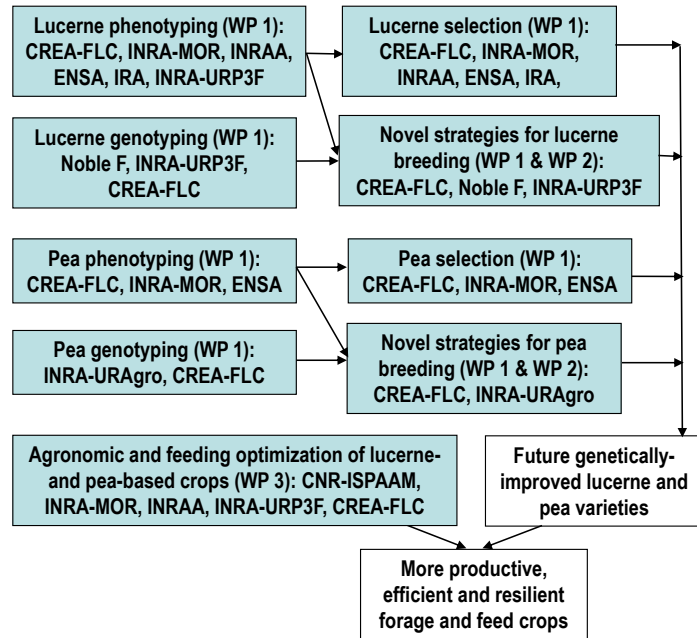 Lucerne phenotyping (WP 1):
CREA-FLC, INRA-MOR, INRAA,
ENSA, IRA, INRA-URP3F
Lucerne selection (WP 1):
CREA-FLC, INRA-MOR,
INRAA, ENSA, IRA,
Lucerne genotyping (WP 1):
Noble F, INRA-URP3F,
CREA-FLC
Novel strategies for lucerne
breeding (WP 1 & WP 2):
CREA-FLC, Noble F, INRA-URP3F
Pea phenotyping (WP 1):
CREA-FLC, INRA-MOR, ENSA
Pea selection (WP 1):
CREA-FLC, INRA-MOR, ENSA
Pea genotyping (WP 1):
INRA-URAgro, CREA-FLC
Novel strategies for pea
breeding (WP 1 & WP 2):
CREA-FLC, INRA-URAgro
Agronomic and feeding optimization of lucerne-
and pea-based crops (WP 3): CNR-ISPAAM,
INRA-MOR, INRAA, INRA-URP3F, CREA-FLC
Future genetically-
improved lucerne and
pea varieties
More productive,
efficient and resilient
forage and feed crops